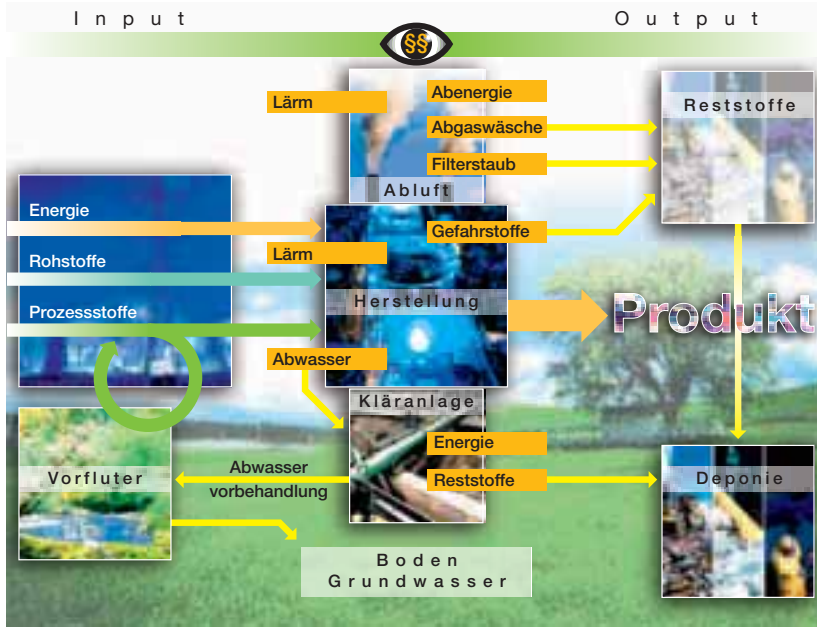 Input
Output
§§
Lärm
Abenergie
Abgaswäsche
Filterstaub
Abluft
Reststoffe
Energie
Rohstoffe
Prozessstoffe
Lärm
Gefahrstoffe
Herstellung
Abwasser
Produkt
Kläranlage
Energie
Reststoffe
Vorfluter
Abwasser
vorbehandlung
Deponie
Boden
Grundwasser